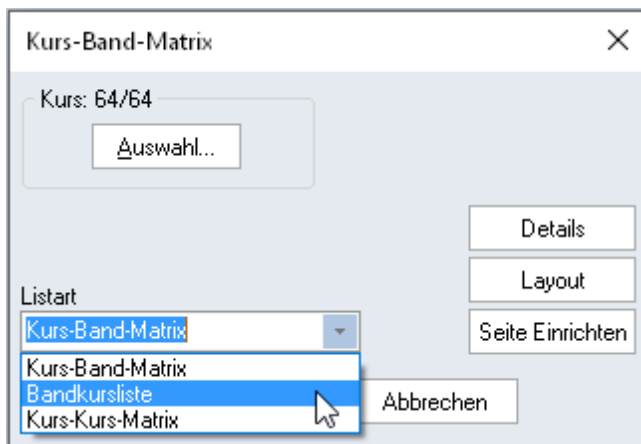 Kurs-Band-Matrix
Kurs: 64/64
Auswahl...
Details
Layout
Listart
Kurs-Band-Matrix
Seite Einrichten
Kurs-Band-Matrix
Bandkursliste
Abbrechen
Kurs-Kurs-Matrix